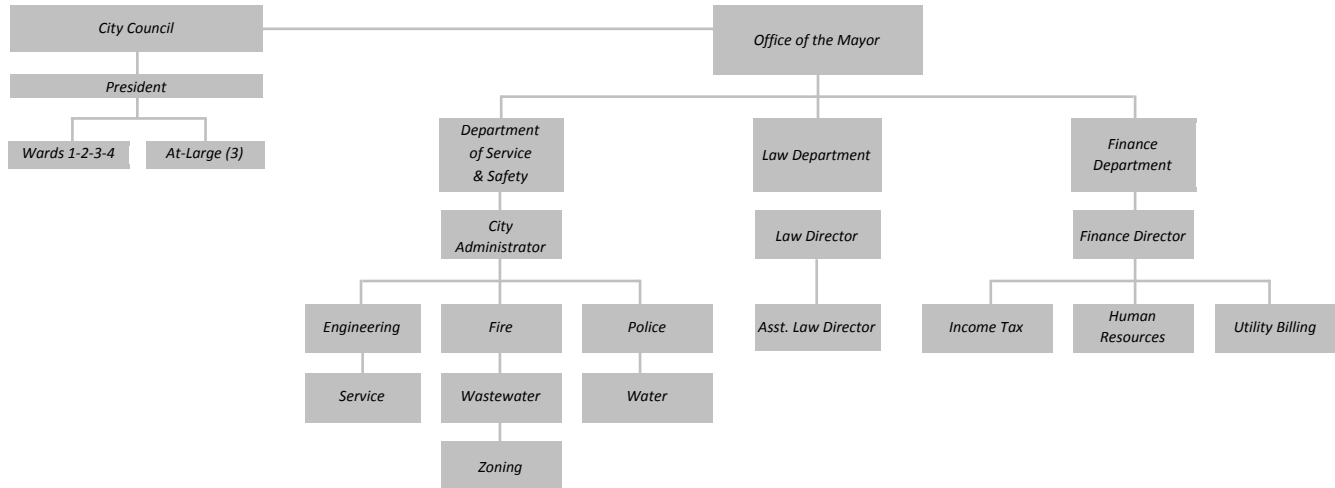 City Council
Office of the Mayor
President
Wards 1-2-3-4
At-Large (3)
Department
of Service
& Safety
Law Department
Finance
Department
City
Administrator
Law Director
Finance Director
Engineering
Fire
Police
Asst. Law Director
Income Tax
Human
Resources
Utility Billing
Service
Wastewater
Water
Zoning